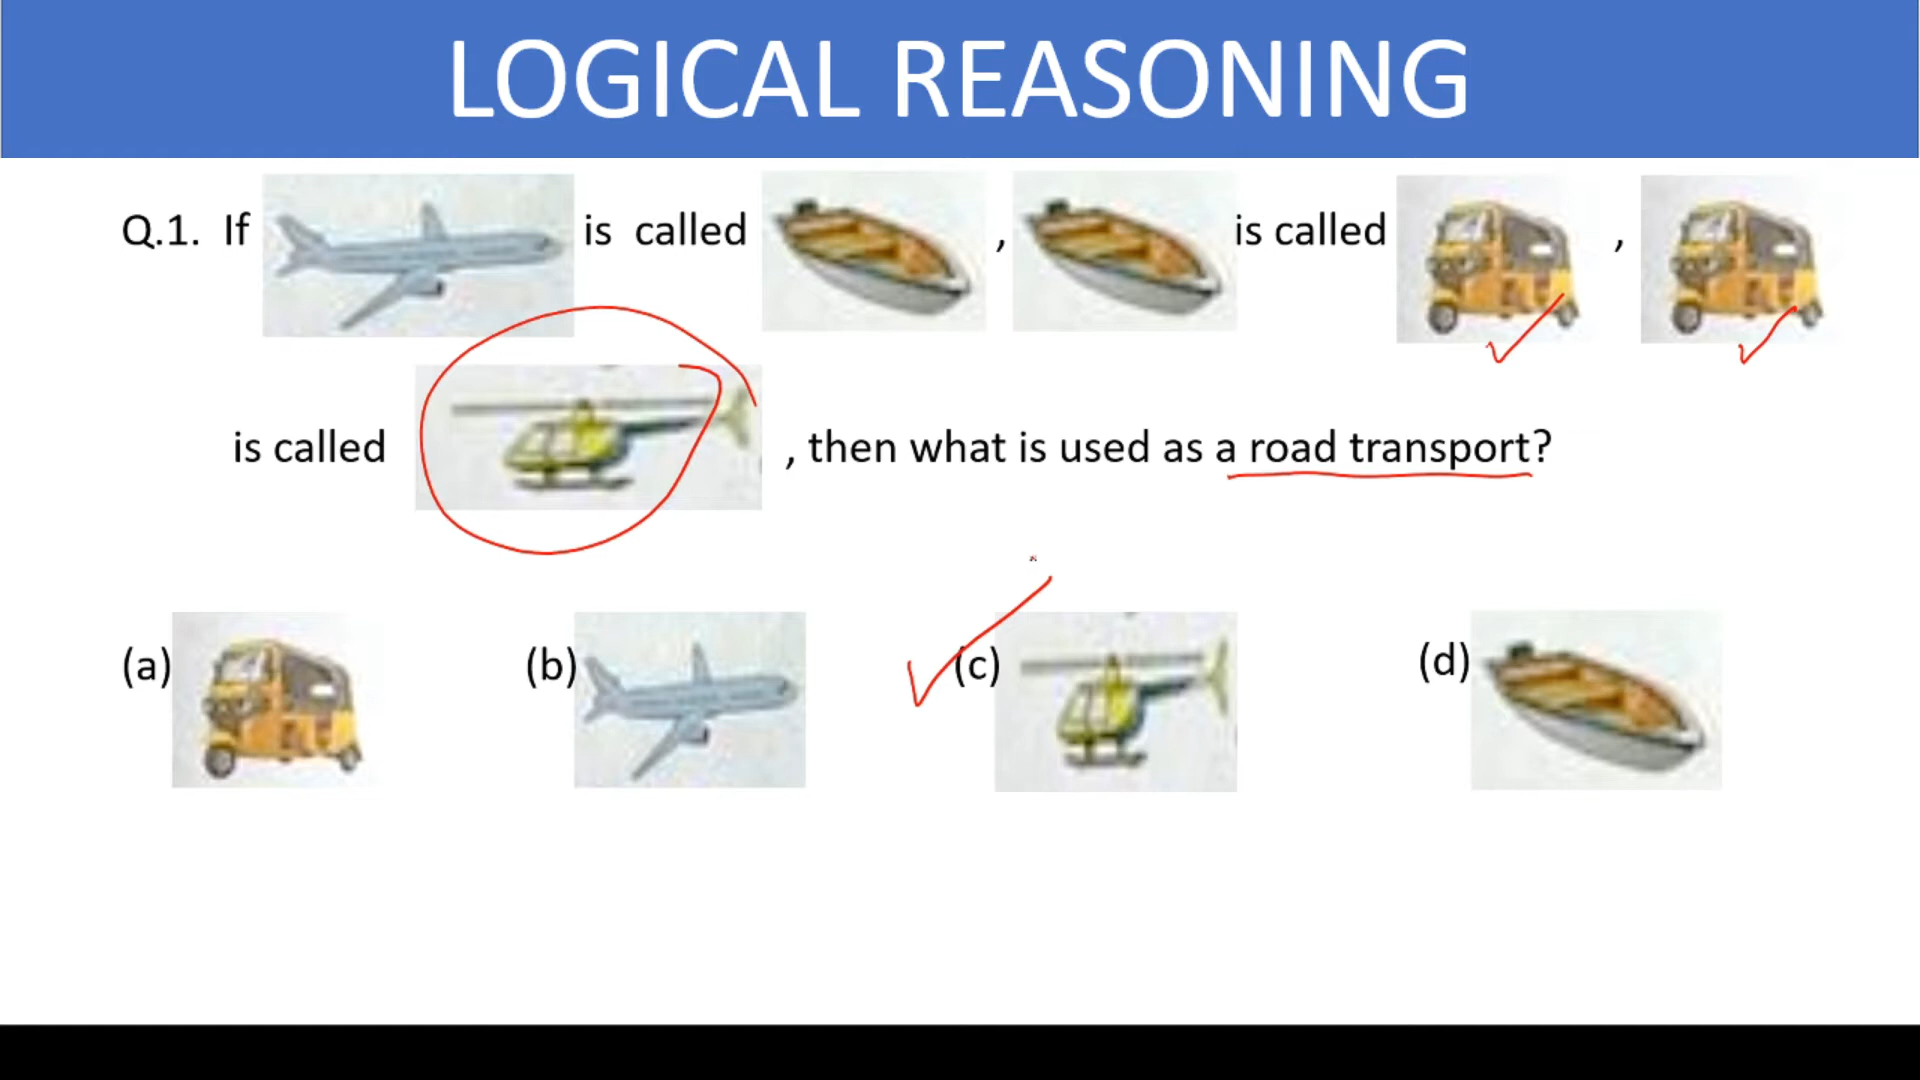 LOGICAL REASONING
Q.1. If is called , is called ,
is called , then what is used as a road transport?
(a) (b) (c) (d)